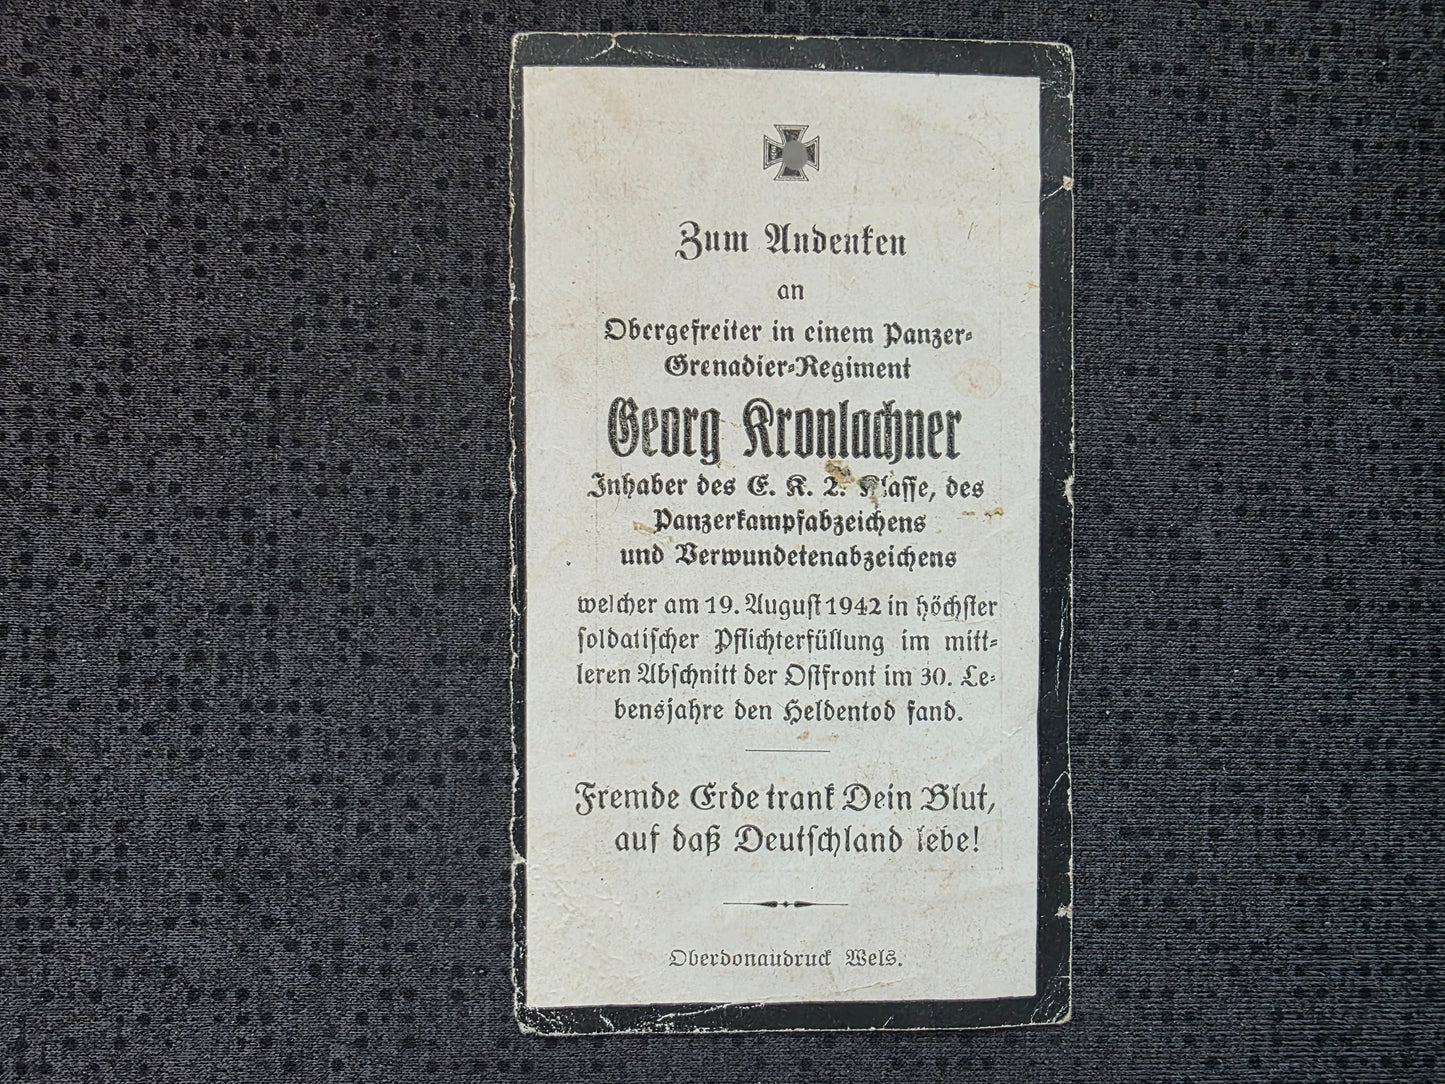 Zum Andenken
an
Obergefreiter in einem Panzer-
Grenadier-Regiment
Georg Kronlachner
Inhaber des E. K. 2. Klasse, des
Panzerkampfabzeichens
und Verwundetenabzeichens
welcher am 19. August 1942 in höchster
soldatischer Pflichterfüllung im mitt-
leren Abschnitt der Ostfront im 30. Le-
bensjahre den Heldentod fand.
Fremde Erde trank Dein Blut,
auf daß Deutschland lebe!
Oberdonaudruck Wels.